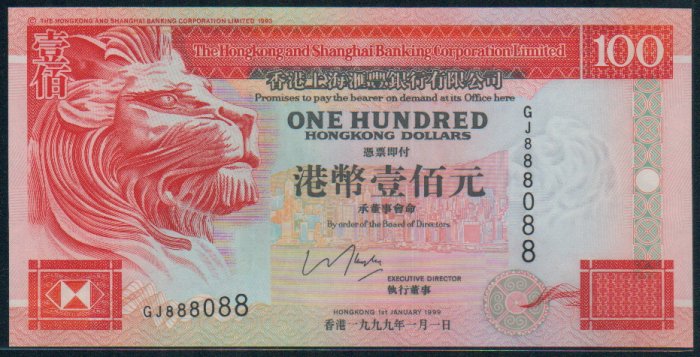 © THE HONGKONG AND SHANGHAI BANKING CORPORATION LIMITED 1993
壹佰
The Hongkong and Shanghai Banking Corporation Limited
100
香港上海滙豐銀行有限公司
Promises to pay the bearer on demand at its Office here
ONE HUNDRED
HONGKONG DOLLARS
憑票即付
港幣壹佰元
承董事會命
By order of the Board of Directors
GJ888088
EXECUTIVE DIRECTOR
執行董事
GJ888088
HONGKONG 1st JANUARY 1999
香港一九九九年一月一日